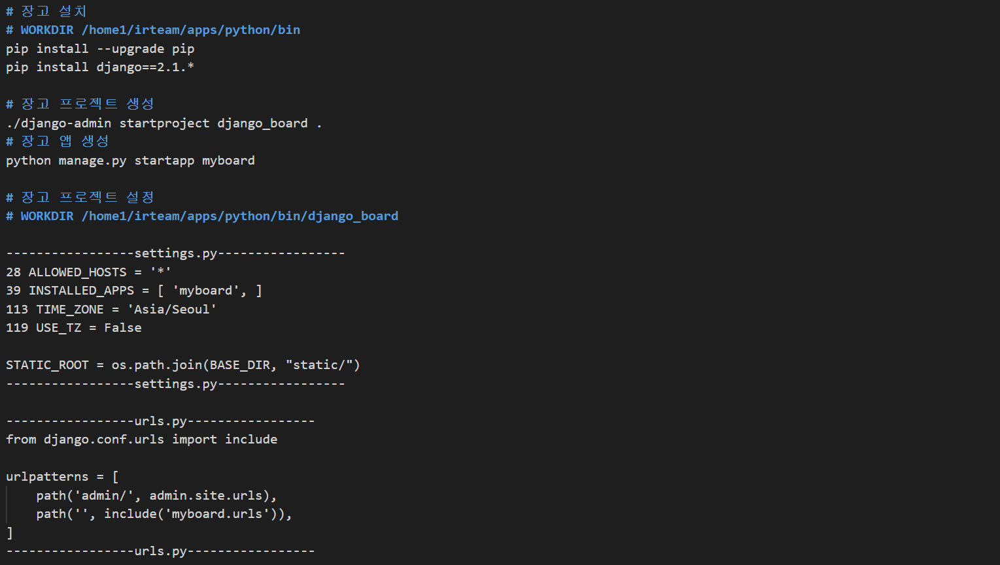 # 장고 설치
# WORKDIR /home1/irteam/apps/python/bin
pip install --upgrade pip
pip install django==2.1.*
# 장고 프로젝트 생성
./django-admin startproject django_board .
# 장고 앱 생성
python manage.py startapp myboard
# 장고 프로젝트 설정
# WORKDIR /home1/irteam/apps/python/bin/django_board
-----------------settings.py-----------------
28 ALLOWED_HOSTS = '*'
39 INSTALLED_APPS = [ 'myboard', ]
113 TIME_ZONE = 'Asia/Seoul'
119 USE_TZ = False
STATIC_ROOT = os.path.join(BASE_DIR, "static/")
-----------------settings.py-----------------
-----------------urls.py-----------------
from django.conf.urls import include
urlpatterns = [
    path('admin/', admin.site.urls),
    path('', include('myboard.urls')),
]
-----------------urls.py-----------------